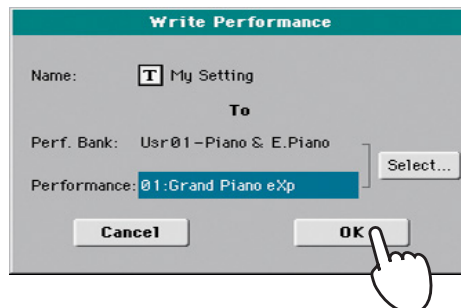 Write Performance
Name: T My Setting
To
Perf. Bank: Usr01-Piano & E.Piano
Select...
Performance: 01:Grand Piano eXp
Cancel OK